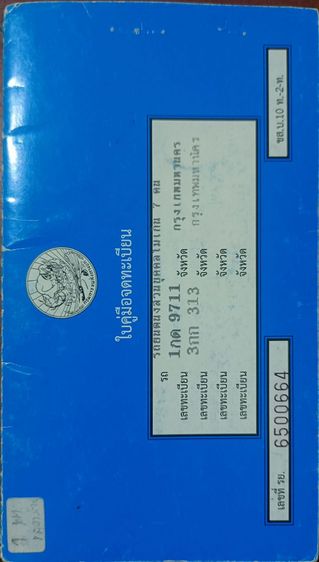 ใบคู่มือจดทะเบียน
รถ รถยนต์นั่งส่วนบุคคลไม่เกิน 7 คน
เลขทะเบียน 1กด 9711 จังหวัด กรุงเทพมหานคร
เลขทะเบียน 3กก 313 จังหวัด กรุงเทพมหานคร
เลขทะเบียน จังหวัด
เลขทะเบียน จังหวัด
เลขที่ รย. 6500664
ขส.บ.10 ท.-2-ท.